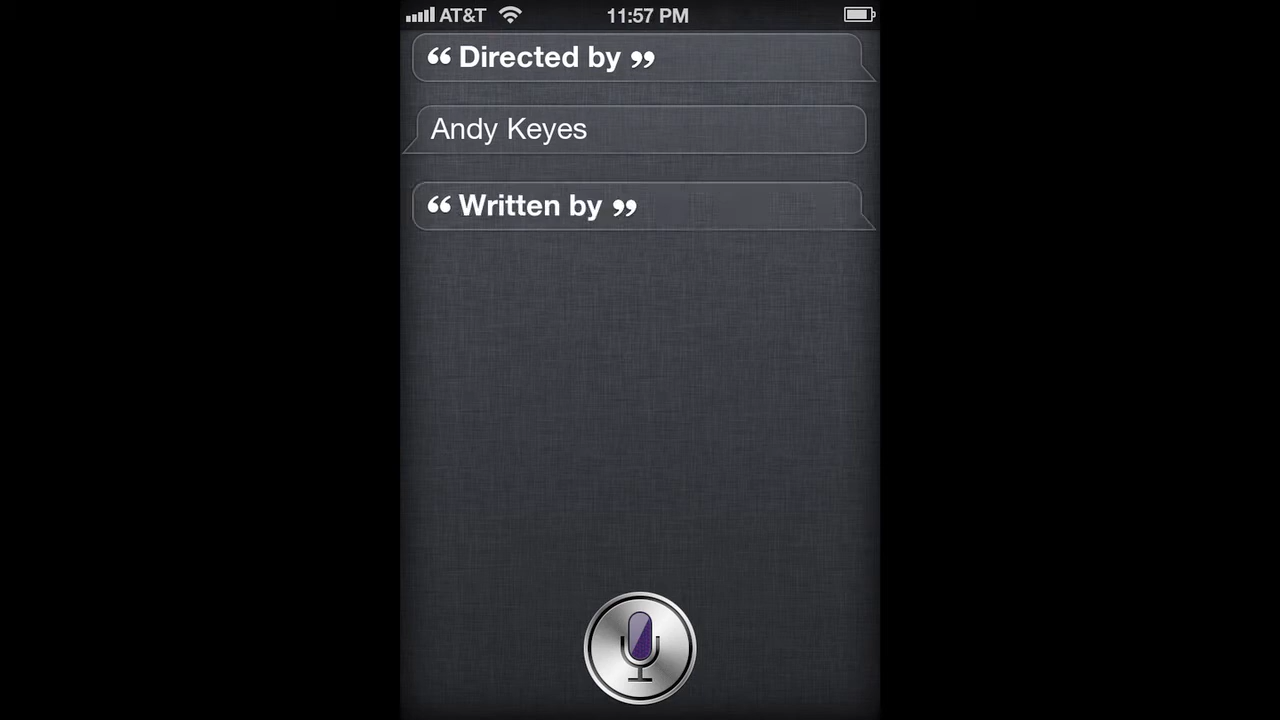 AT&T 11:57 PM
“ Directed by ”
Andy Keyes
“ Written by ”